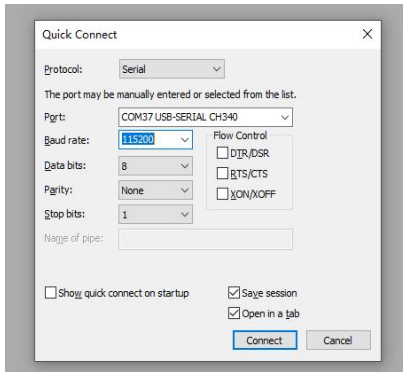 Quick Connect
Protocol: Serial
The port may be manually entered or selected from the list.
Port: COM37 USB-SERIAL CH340
Baud rate: 115200 Flow Control
Data bits: 8 DTR/DSR
Parity: None RTS/CTS
Stop bits: 1 XON/XOFF
Name of pipe:
Show quick connect on startup Save session
Open in a tab
Connect Cancel